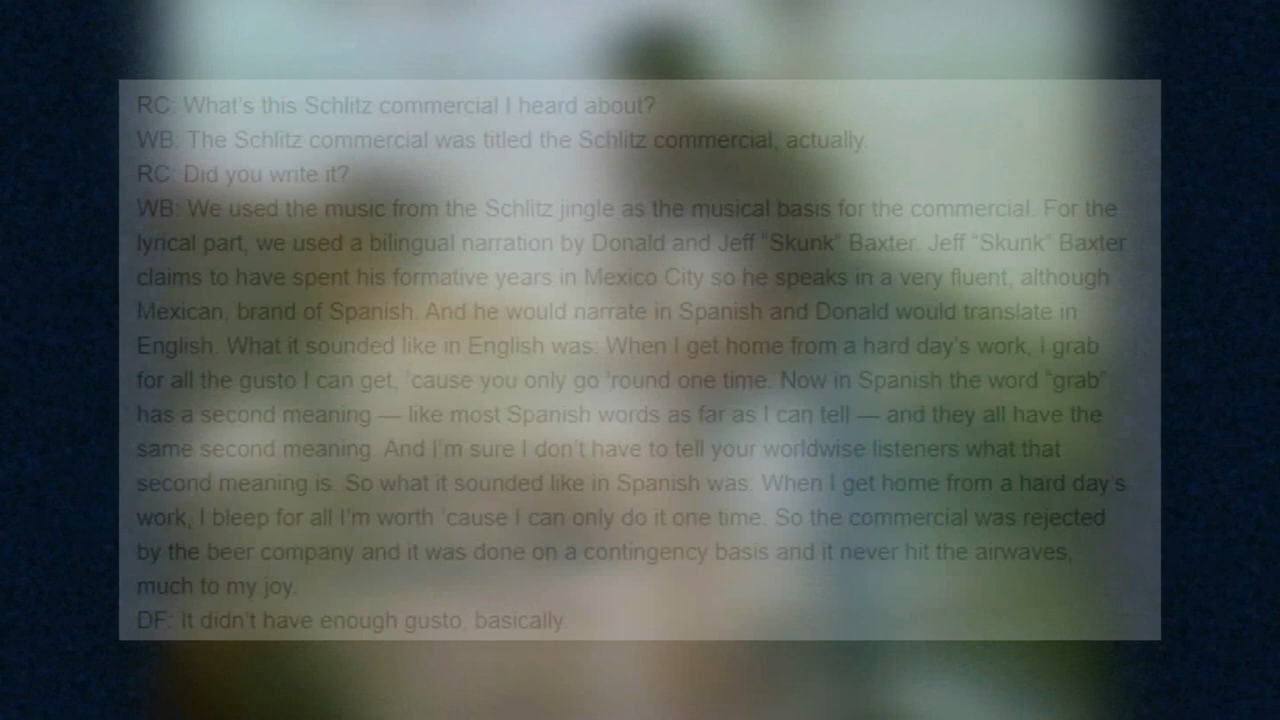 RC: What's this Schlitz commercial I heard about?
WB: The Schlitz commercial was titled the Schlitz commercial, actually.
RC: Did you write it?
WB: We used the music from the Schlitz jingle as the musical basis for the commercial. For the
lyrical part, we used a bilingual narration by Donald and Jeff “Skunk” Baxter. Jeff “Skunk” Baxter
claims to have spent his formative years in Mexico City so he speaks in a very fluent, although
Mexican, brand of Spanish. And he would narrate in Spanish and Donald would translate in
English. What it sounded like in English was: When I get home from a hard day's work, I grab
for all the gusto I can get, 'cause you only go 'round one time. Now in Spanish the word “grab”
has a second meaning — like most Spanish words as far as I can tell — and they all have the
same second meaning. And I'm sure I don't have to tell your worldwise listeners what that
second meaning is. So what it sounded like in Spanish was: When I get home from a hard day's
work, I bleep for all I'm worth 'cause I can only do it one time. So the commercial was rejected
by the beer company and it was done on a contingency basis and it never hit the airwaves,
much to my joy.
DF: It didn't have enough gusto, basically.